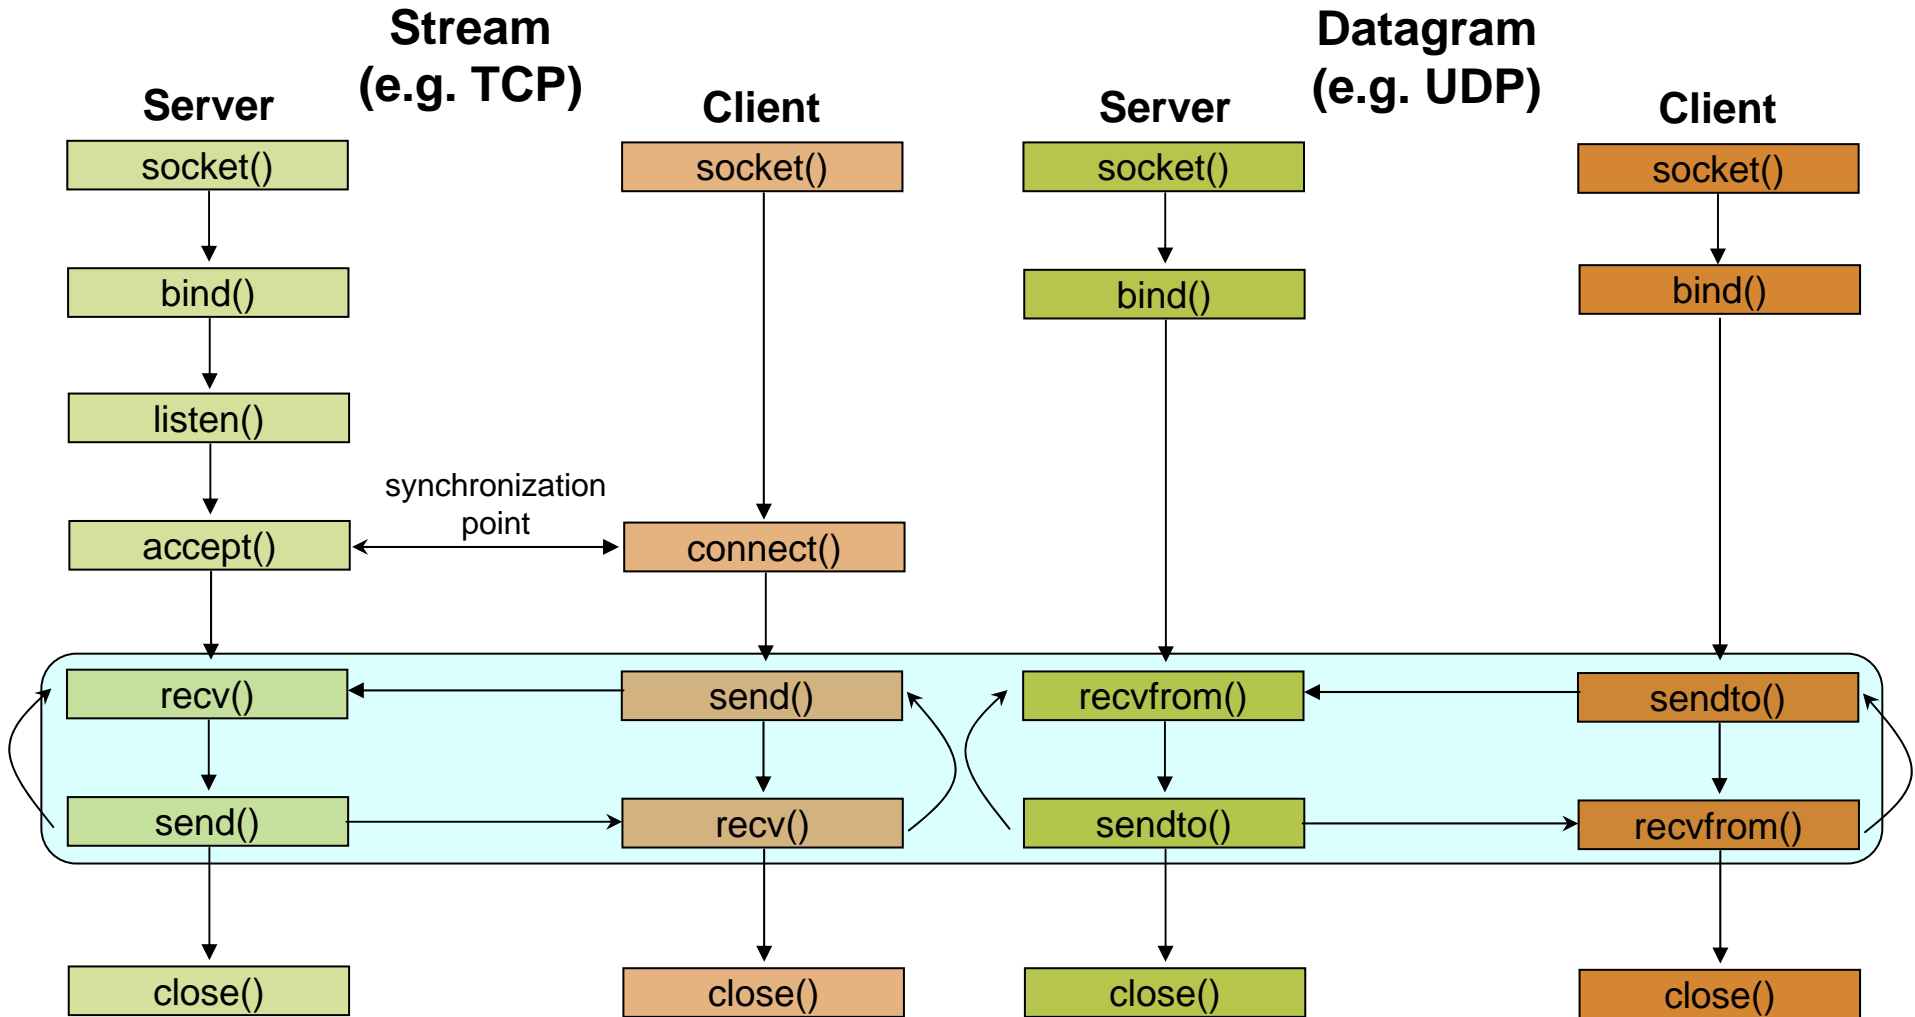 Stream
(e.g. TCP)
Server
Client
socket()
socket()
bind()
listen()
synchronization
point
accept()
connect()
recv()
send()
send()
recv()
close()
close()
Datagram
(e.g. UDP)
Server
Client
socket()
socket()
bind()
bind()
recvfrom()
sendto()
sendto()
recvfrom()
close()
close()